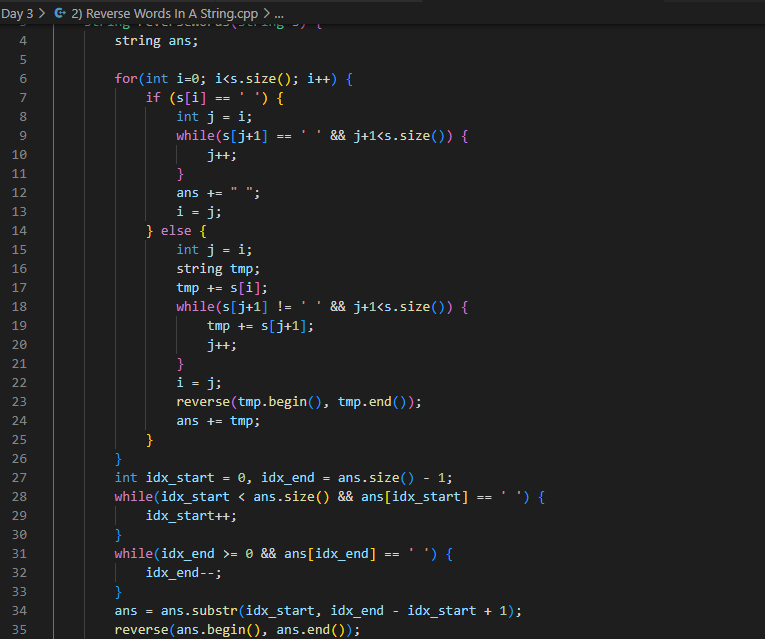 Day 3 > 2) Reverse Words In A String.cpp > ...
3 string reverseWords(string s) {
4 string ans;
5
6 for(int i=0; i<s.size(); i++) {
7 if (s[i] == ' ') {
8 int j = i;
9 while(s[j+1] == ' ' && j+1<s.size()) {
10 j++;
11 }
12 ans += " ";
13 i = j;
14 } else {
15 int j = i;
16 string tmp;
17 tmp += s[i];
18 while(s[j+1] != ' ' && j+1<s.size()) {
19 tmp += s[j+1];
20 j++;
21 }
22 i = j;
23 reverse(tmp.begin(), tmp.end());
24 ans += tmp;
25 }
26 }
27 int idx_start = 0, idx_end = ans.size() - 1;
28 while(idx_start < ans.size() && ans[idx_start] == ' ') {
29 idx_start++;
30 }
31 while(idx_end >= 0 && ans[idx_end] == ' ') {
32 idx_end--;
33 }
34 ans = ans.substr(idx_start, idx_end - idx_start + 1);
35 reverse(ans.begin(), ans.end());